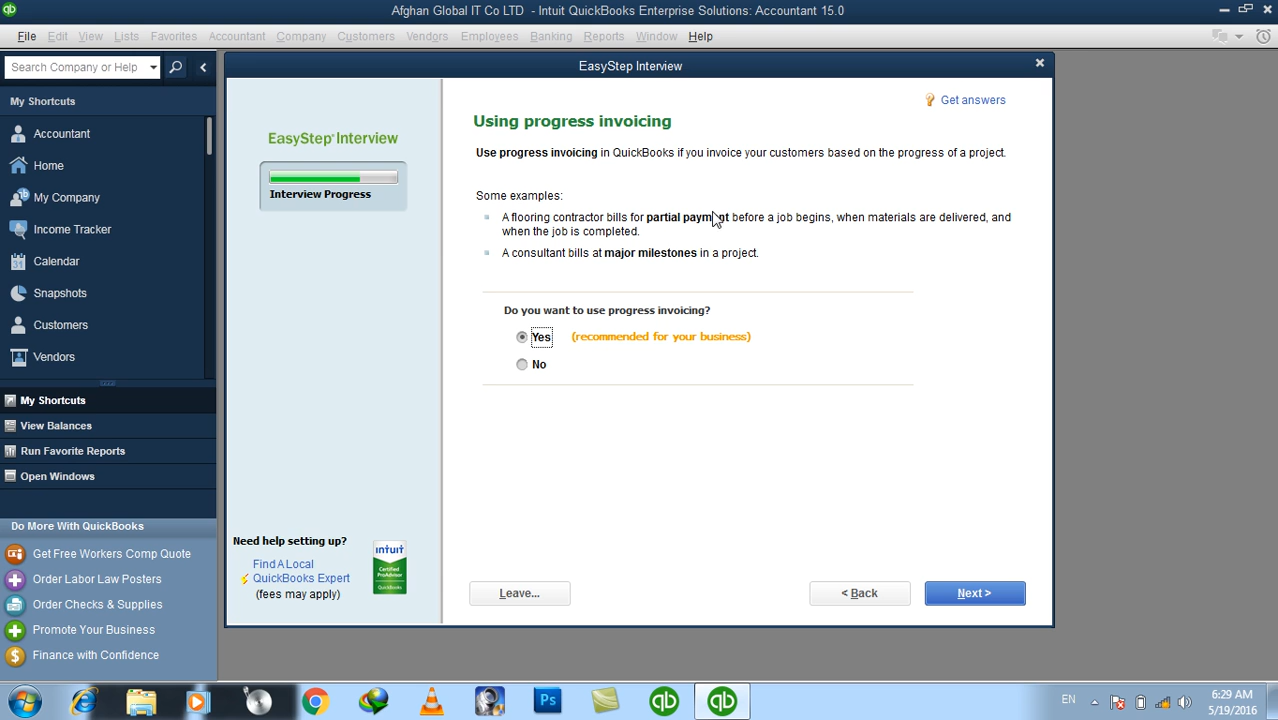 Afghan Global IT Co LTD - Intuit QuickBooks Enterprise Solutions: Accountant 15.0
File Edit View Lists Favorites Accountant Company Customers Vendors Employees Banking Reports Window Help
Search Company or Help
My Shortcuts
Accountant
Home
My Company
Income Tracker
Calendar
Snapshots
Customers
Vendors
My Shortcuts
View Balances
Run Favorite Reports
Open Windows
Do More With QuickBooks
Get Free Workers Comp Quote
Order Labor Law Posters
Order Checks & Supplies
Promote Your Business
Finance with Confidence
EasyStep Interview
EasyStep Interview
Interview Progress
Need help setting up?
Find A Local
QuickBooks Expert
(fees may apply)
intuit
Certified
ProAdvisor
QuickBooks
Get answers
Using progress invoicing
Use progress invoicing in QuickBooks if you invoice your customers based on the progress of a project.
Some examples:
A flooring contractor bills for partial payment before a job begins, when materials are delivered, and
when the job is completed.
A consultant bills at major milestones in a project.
Do you want to use progress invoicing?
Yes (recommended for your business)
No
Leave...
< Back
Next >
Ps
qb
qb
EN
6:29 AM
5/19/2016